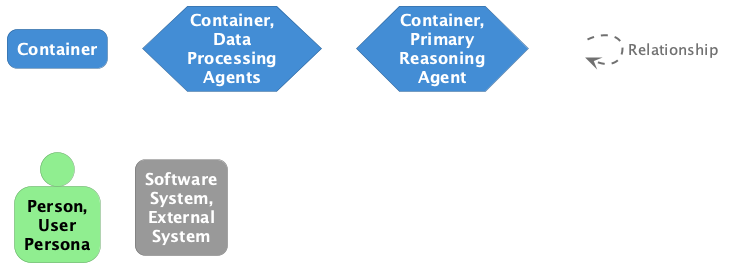 Container
Container,
Data
Processing
Agents
Container,
Primary
Reasoning
Agent
Relationship
Person,
User
Persona
Software
System,
External
System